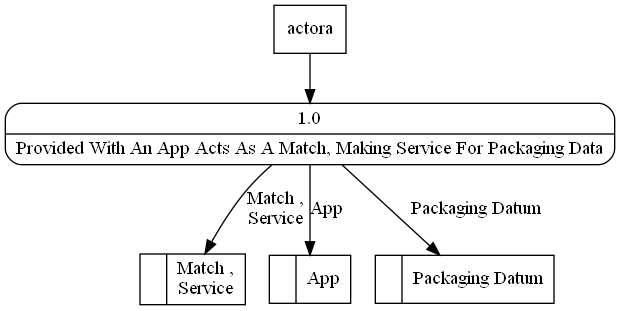 actora
1.0
Provided With An App Acts As A Match, Making Service For Packaging Data
Match ,
Service
App
Packaging Datum
Match ,
Service
App
Packaging Datum